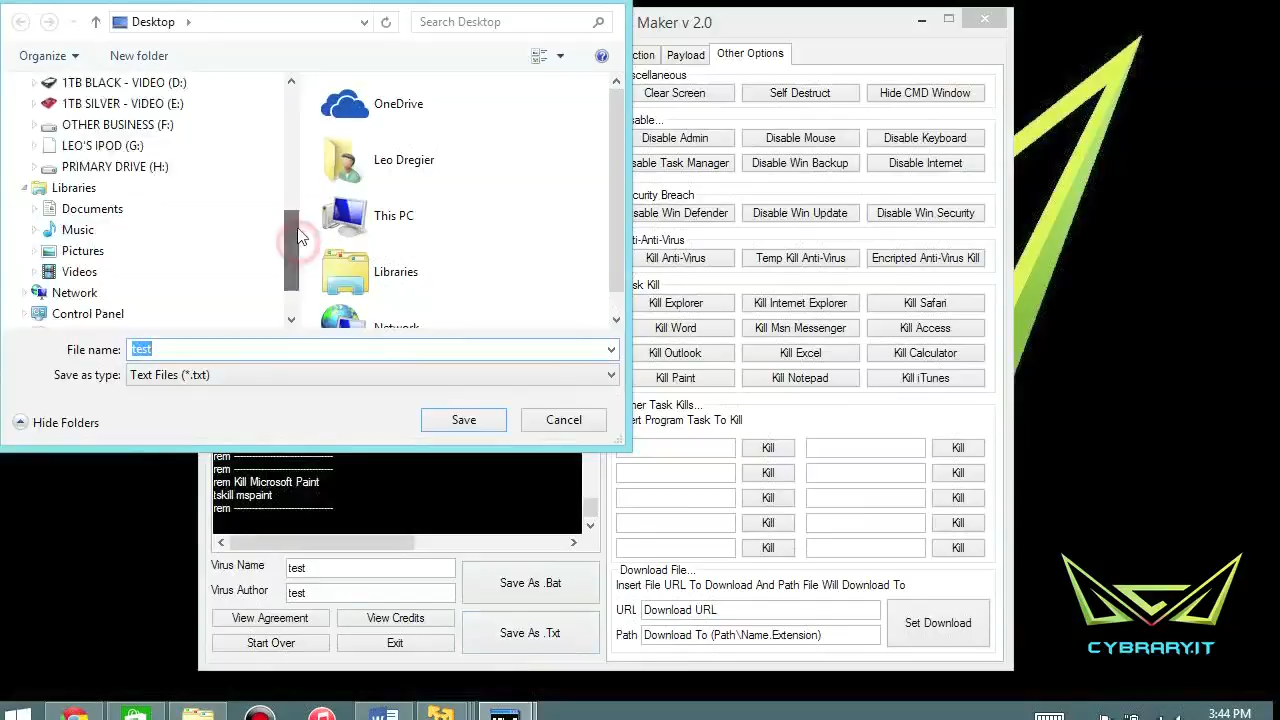 Desktop
Search Desktop
Organize
New folder
1TB BLACK - VIDEO (D:)
1TB SILVER - VIDEO (E:)
OTHER BUSINESS (F:)
LEO'S IPOD (G:)
PRIMARY DRIVE (H:)
Libraries
Documents
Music
Pictures
Videos
Network
Control Panel
OneDrive
Leo Dregier
This PC
Libraries
Network
File name: test
Save as type: Text Files (*.txt)
Hide Folders
Save
Cancel
Maker v 2.0
ction
Payload
Other Options
scellaneous
Clear Screen
Self Destruct
Hide CMD Window
able...
Disable Admin
Disable Mouse
Disable Keyboard
sable Task Manager
Disable Win Backup
Disable Internet
curity Breach
sable Win Defender
Disable Win Update
Disable Win Security
ti-Anti-Virus
Kill Anti-Virus
Temp Kill Anti-Virus
Encripted Anti-Virus Kill
sk Kill
Kill Explorer
Kill Internet Explorer
Kill Safari
Kill Word
Kill Msn Messenger
Kill Access
Kill Outlook
Kill Excel
Kill Calculator
Kill Paint
Kill Notepad
Kill iTunes
her Task Kills...
ert Program Task To Kill
Kill
Kill
Kill
Kill
Kill
Kill
Kill
Kill
Kill
Kill
Download File...
Insert File URL To Download And Path File Will Download To
URL
Download URL
Path
Download To (Path\Name.Extension)
Set Download
rem ------------------------------
rem ------------------------------
rem Kill Microsoft Paint
tskill mspaint
rem ------------------------------
Virus Name
test
Virus Author
test
Save As .Bat
Save As .Txt
View Agreement
View Credits
Start Over
Exit
CYBRARY.IT
3:44 PM